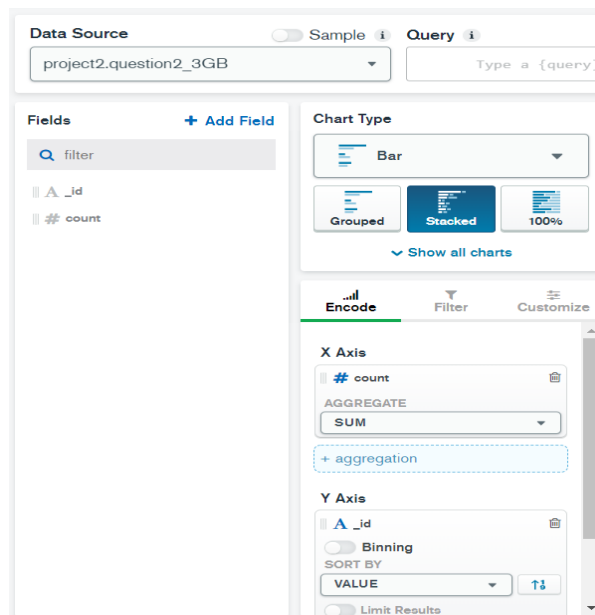 Data Source
Sample i
Query i
project2.question2_3GB
Type a {query}
Fields
+ Add Field
filter
A _id
# count
Chart Type
Bar
Grouped
Stacked
100%
Show all charts
Encode
Filter
Customize
X Axis
# count
AGGREGATE
SUM
+ aggregation
Y Axis
A _id
Binning
SORT BY
VALUE
Limit Results